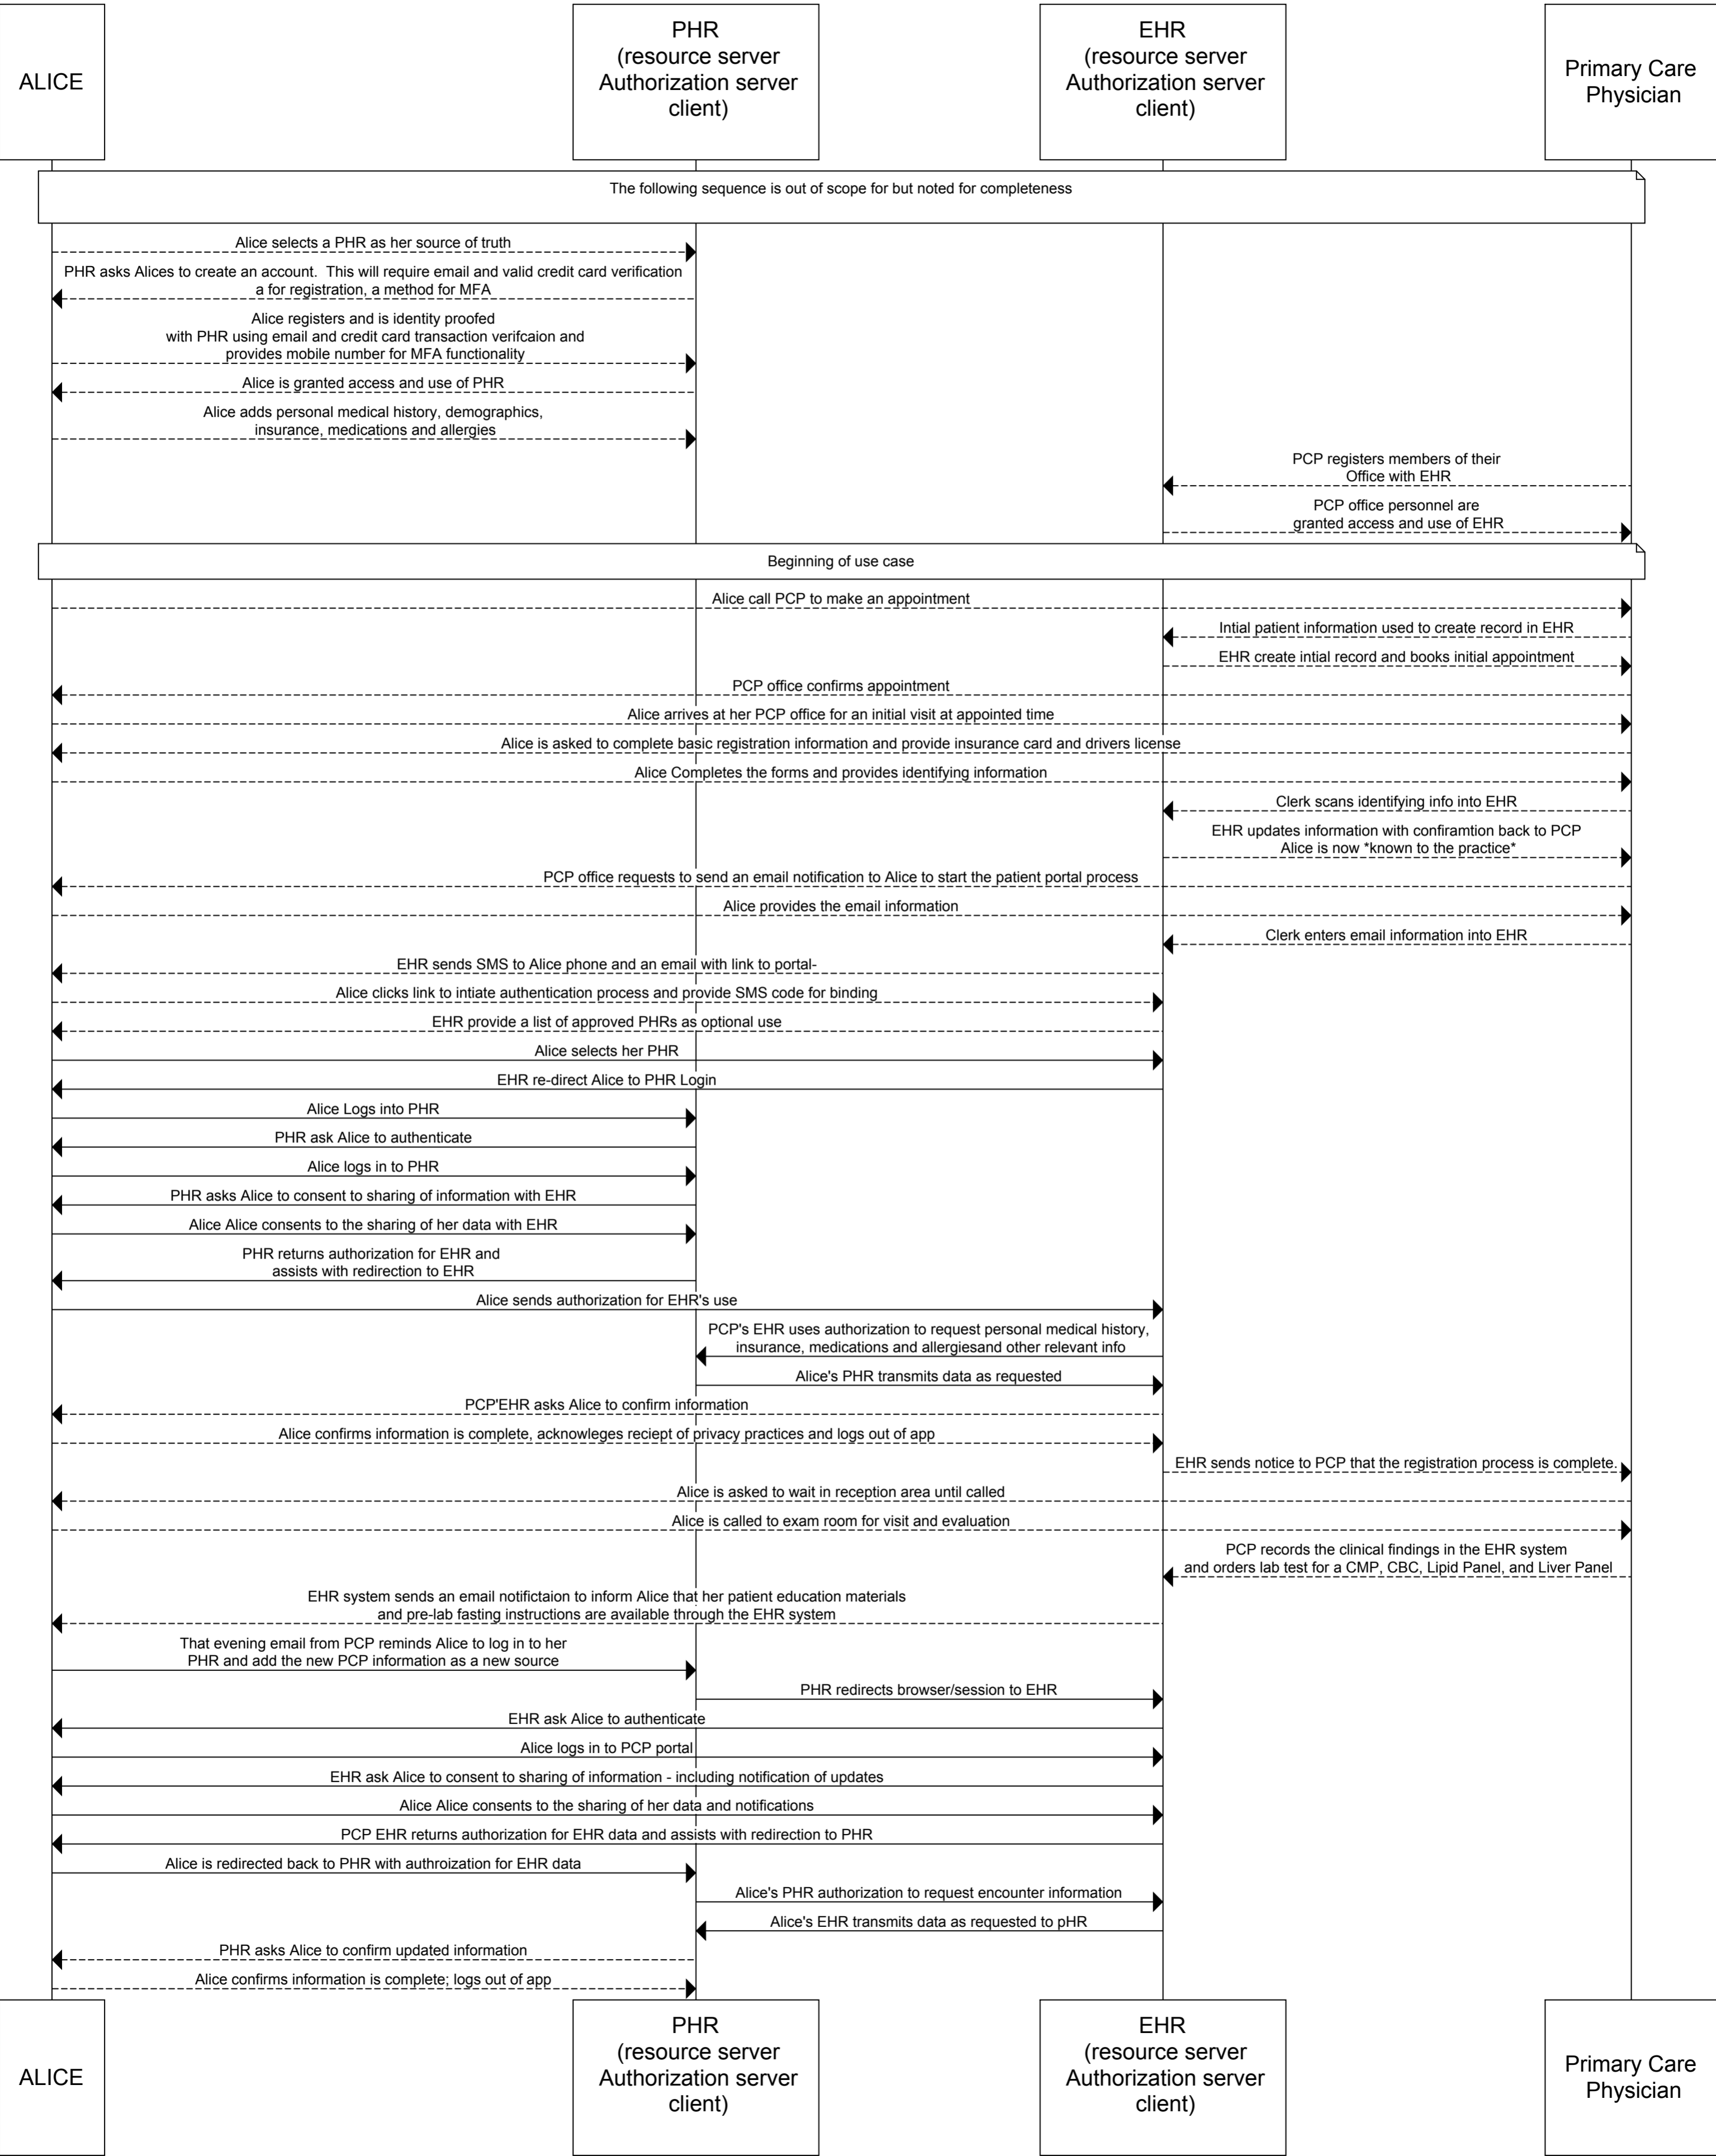 ALICE
PHR
(resource server
Authorization server
client)
EHR
(resource server
Authorization server
client)
Primary Care
Physician
The following sequence is out of scope for but noted for completeness
Alice selects a PHR as her source of truth
PHR asks Alices to create an account.  This will require email and valid credit card verification
a for registration, a method for MFA
Alice registers and is identity proofed
with PHR using email and credit card transaction verifcaion and
provides mobile number for MFA functionality
Alice is granted access and use of PHR
Alice adds personal medical history, demographics,
insurance, medications and allergies
PCP registers members of their
Office with EHR
PCP office personnel are
granted access and use of EHR
Beginning of use case
Alice call PCP to make an appointment
Intial patient information used to create record in EHR
EHR create intial record and books initial appointment
PCP office confirms appointment
Alice arrives at her PCP office for an initial visit at appointed time
Alice is asked to complete basic registration information and provide insurance card and drivers license
Alice Completes the forms and provides identifying information
Clerk scans identifying info into EHR
EHR updates information with confiramtion back to PCP
Alice is now *known to the practice*
PCP office requests to send an email notification to Alice to start the patient portal process
Alice provides the email information
Clerk enters email information into EHR
EHR sends SMS to Alice phone and an email with link to portal-
Alice clicks link to intiate authentication process and provide SMS code for binding
EHR provide a list of approved PHRs as optional use
Alice selects her PHR
EHR re-direct Alice to PHR Login
Alice Logs into PHR
PHR ask Alice to authenticate
Alice logs in to PHR
PHR asks Alice to consent to sharing of information with EHR
Alice Alice consents to the sharing of her data with EHR
PHR returns authorization for EHR and
assists with redirection to EHR
Alice sends authorization for EHR's use
PCP's EHR uses authorization to request personal medical history,
insurance, medications and allergiesand other relevant info
Alice's PHR transmits data as requested
PCP'EHR asks Alice to confirm information
Alice confirms information is complete, acknowleges reciept of privacy practices and logs out of app
EHR sends notice to PCP that the registration process is complete.
Alice is asked to wait in reception area until called
Alice is called to exam room for visit and evaluation
PCP records the clinical findings in the EHR system
and orders lab test for a CMP, CBC, Lipid Panel, and Liver Panel
EHR system sends an email notifictaion to inform Alice that her patient education materials
and pre-lab fasting instructions are available through the EHR system
That evening email from PCP reminds Alice to log in to her
PHR and add the new PCP information as a new source
PHR redirects browser/session to EHR
EHR ask Alice to authenticate
Alice logs in to PCP portal
EHR ask Alice to consent to sharing of information - including notification of updates
Alice Alice consents to the sharing of her data and notifications
PCP EHR returns authorization for EHR data and assists with redirection to PHR
Alice is redirected back to PHR with authroization for EHR data
Alice's PHR authorization to request encounter information
Alice's EHR transmits data as requested to pHR
PHR asks Alice to confirm updated information
Alice confirms information is complete; logs out of app
ALICE
PHR
(resource server
Authorization server
client)
EHR
(resource server
Authorization server
client)
Primary Care
Physician